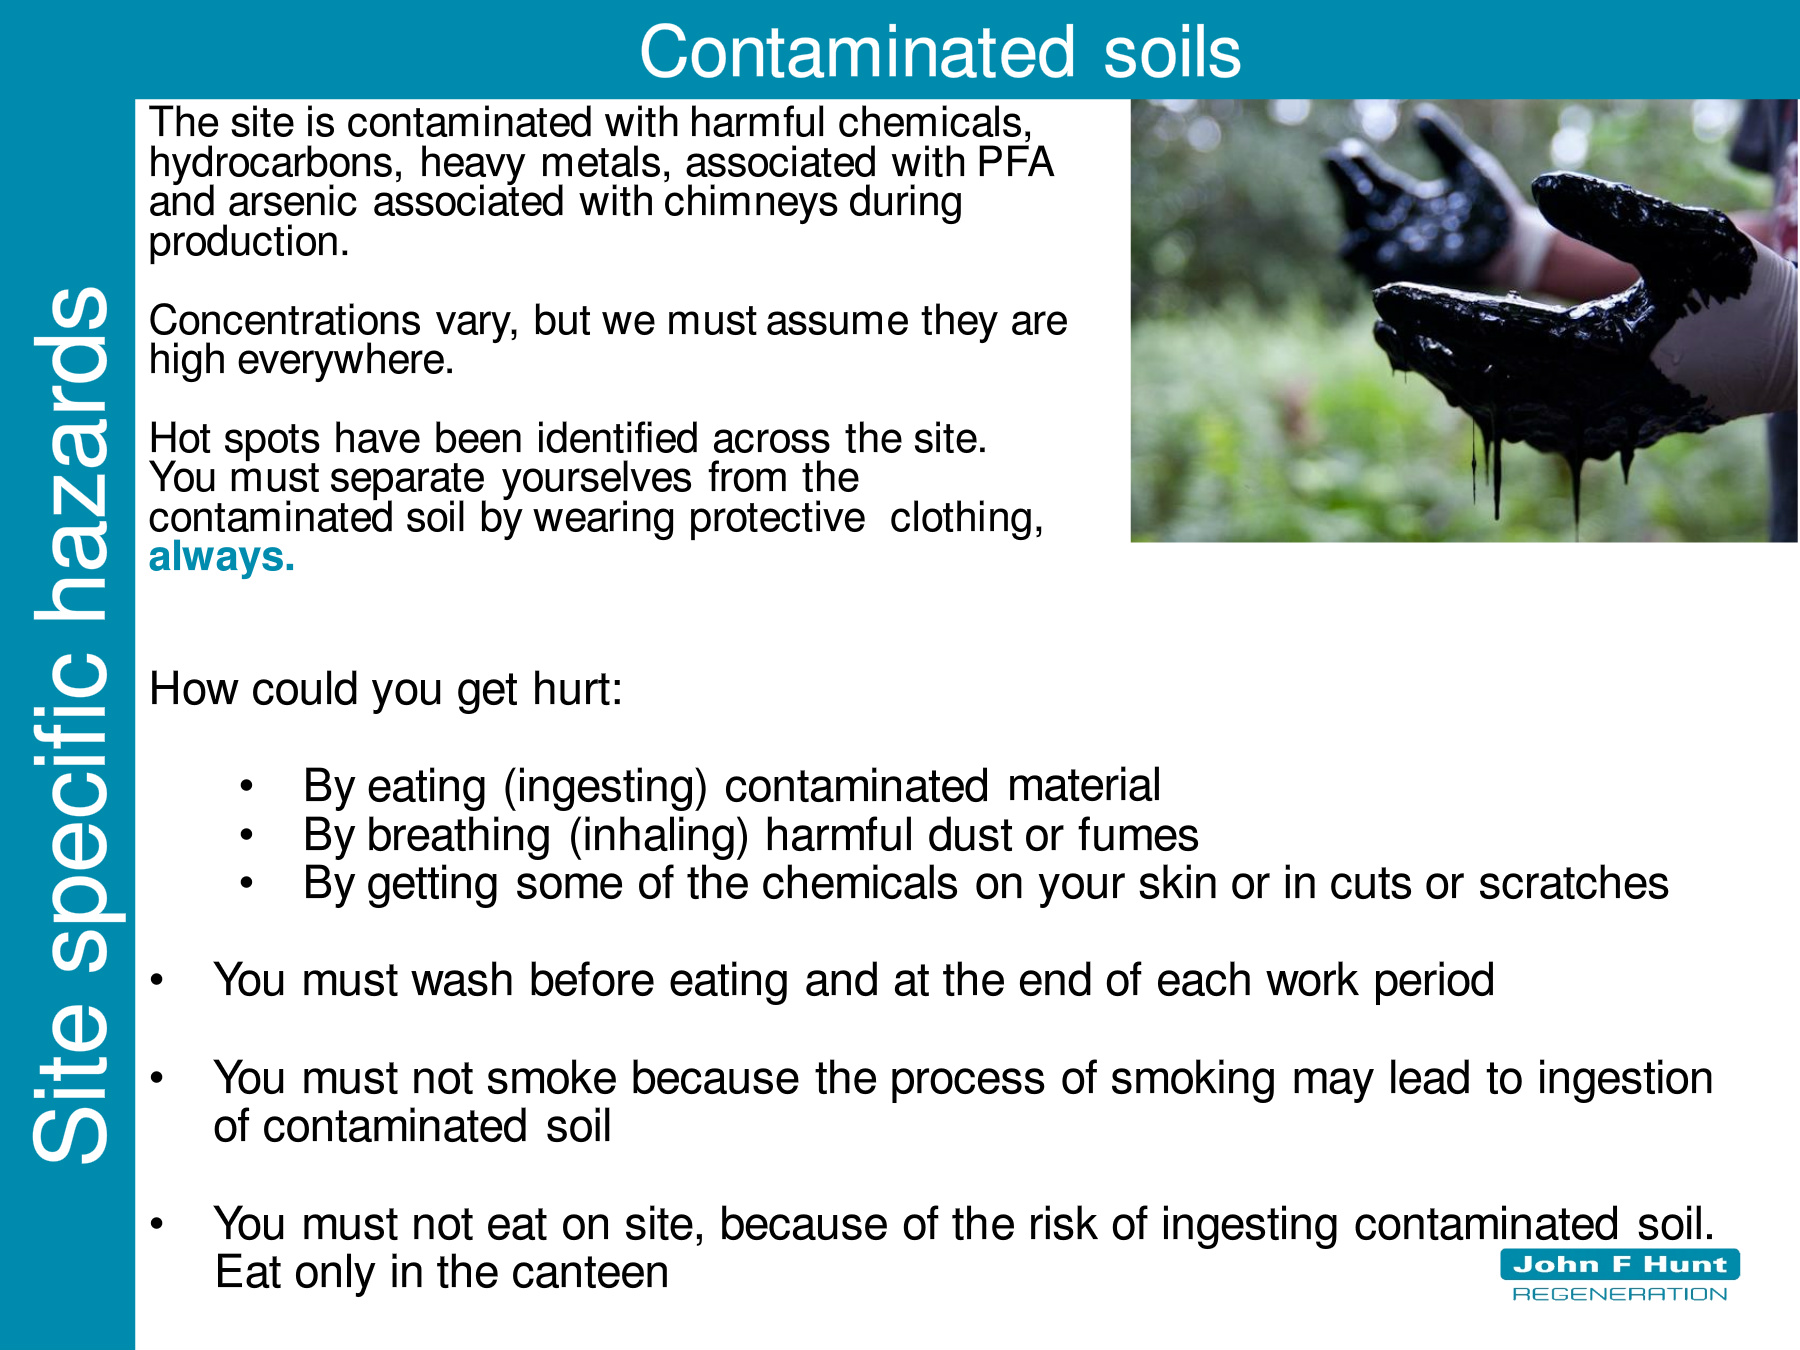 Contaminated soils
Site specific hazards
The site is contaminated with harmful chemicals,
hydrocarbons, heavy metals, associated with PFA
and arsenic associated with chimneys during
production.
Concentrations vary, but we must assume they are
high everywhere.
Hot spots have been identified across the site.
You must separate yourselves from the
contaminated soil by wearing protective clothing,
always.
How could you get hurt:
• By eating (ingesting) contaminated material
• By breathing (inhaling) harmful dust or fumes
• By getting some of the chemicals on your skin or in cuts or scratches
• You must wash before eating and at the end of each work period
• You must not smoke because the process of smoking may lead to ingestion
of contaminated soil
• You must not eat on site, because of the risk of ingesting contaminated soil.
Eat only in the canteen
John F Hunt
REGENERATION